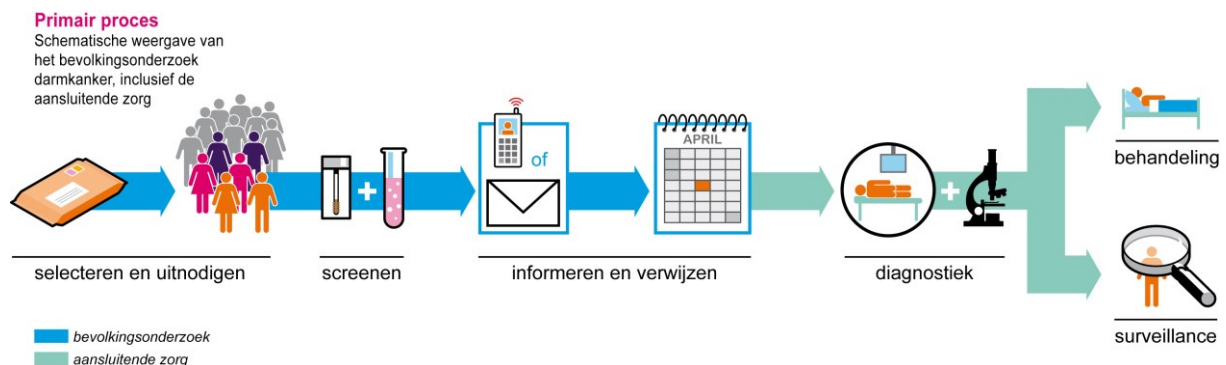 Primair proces
Schematische weergave van
het bevolkingsonderzoek
darmkanker, inclusief de
aansluitende zorg
of
APRIL
selecteren en uitnodigen
screenen
informeren en verwijzen
diagnostiek
behandeling
surveillance
bevolkingsonderzoek
aansluitende zorg